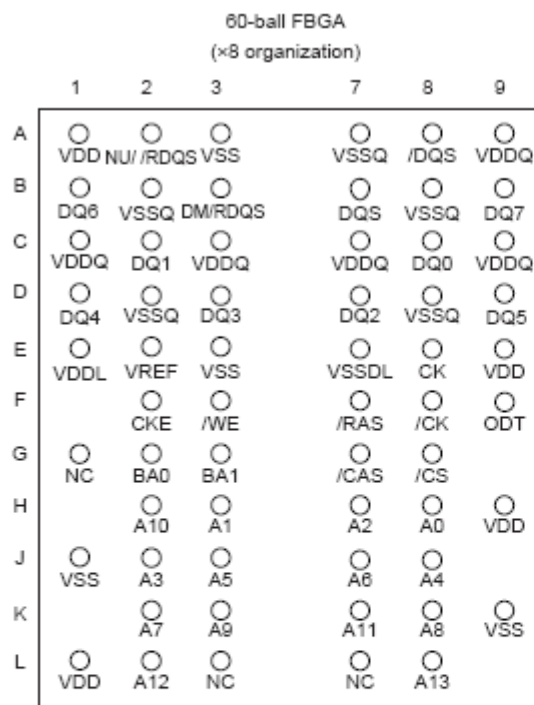 60-ball FBGA
(×8 organization)
1 2 3 7 8 9
A
VDD NU/ /RDQS VSS VSSQ /DQS VDDQ
B
DQ6 VSSQ DM/RDQS DQS VSSQ DQ7
C
VDDQ DQ1 VDDQ VDDQ DQ0 VDDQ
D
DQ4 VSSQ DQ3 DQ2 VSSQ DQ5
E
VDDL VREF VSS VSSDL CK VDD
F
CKE /WE /RAS /CK ODT
G
NC BA0 BA1 /CAS /CS
H
A10 A1 A2 A0 VDD
J
VSS A3 A5 A6 A4
K
A7 A9 A11 A8 VSS
L
VDD A12 NC NC A13